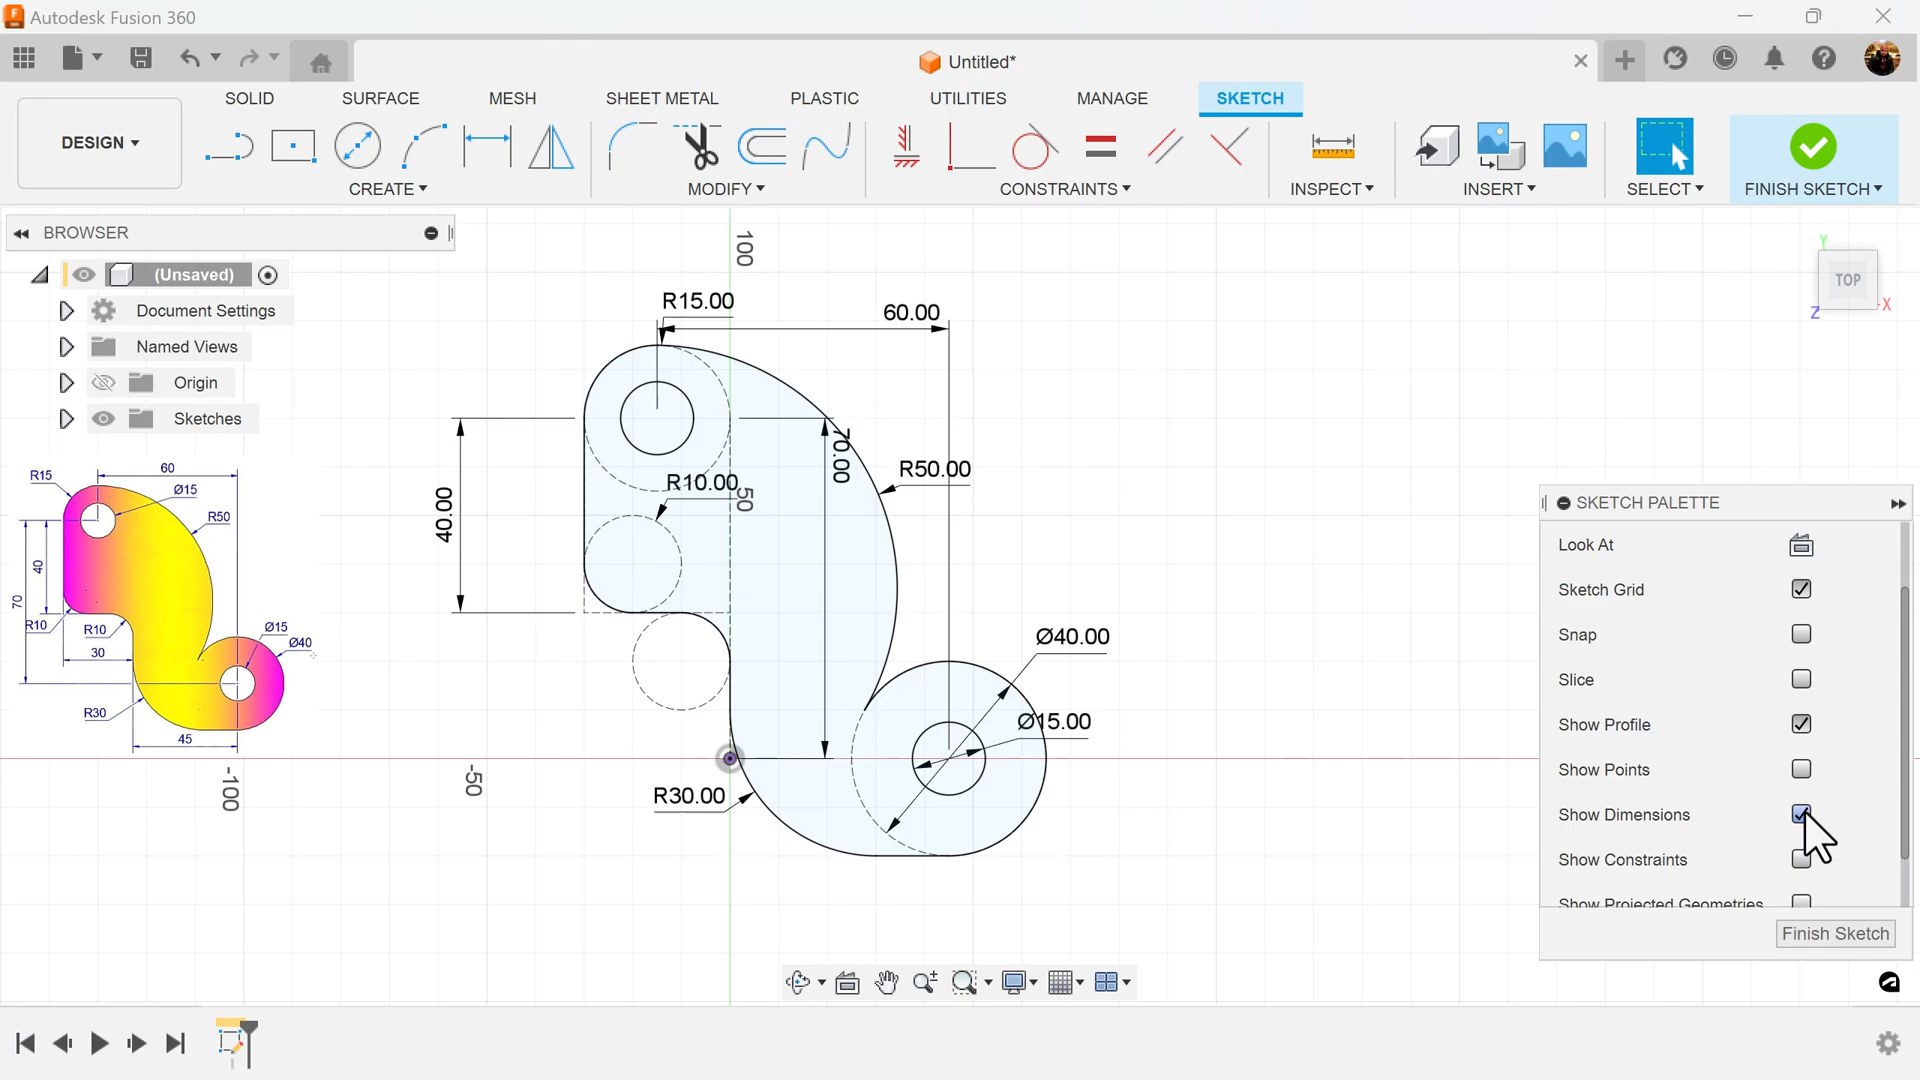 Autodesk Fusion 360
Untitled*
SOLID SURFACE MESH SHEET METAL PLASTIC UTILITIES MANAGE SKETCH
DESIGN
CREATE MODIFY CONSTRAINTS INSPECT INSERT SELECT FINISH SKETCH
BROWSER
(Unsaved)
Document Settings
Named Views
Origin
Sketches
100
50
-50
-100
R15.00
60.00
70.00
R50.00
R10.00
40.00
Ø40.00
Ø15.00
R30.00
60
R15
Ø15
R50
40
70
R10
R10
30
Ø15
Ø40
R30
45
Y
TOP
X
Z
SKETCH PALETTE
Look At
Sketch Grid
Snap
Slice
Show Profile
Show Points
Show Dimensions
Show Constraints
Show Projected Geometries
Finish Sketch